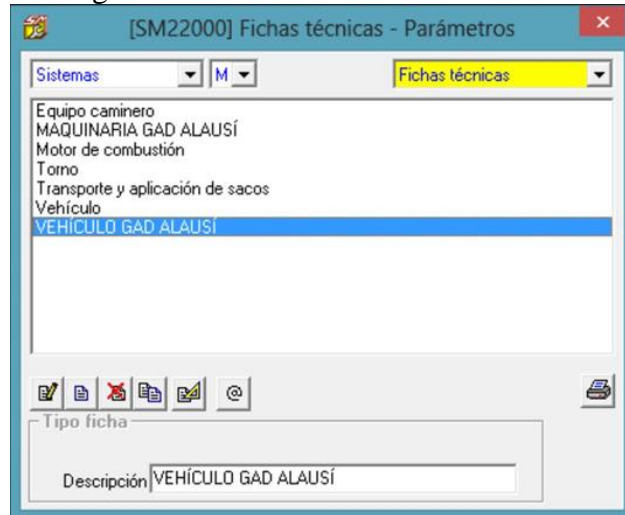 [SM22000] Fichas técnicas - Parámetros
Sistemas M Fichas técnicas
Equipo caminero
MAQUINARIA GAD ALAUSÍ
Motor de combustión
Torno
Transporte y aplicación de sacos
Vehículo
VEHÍCULO GAD ALAUSÍ
@
Tipo ficha
Descripción VEHÍCULO GAD ALAUSÍ